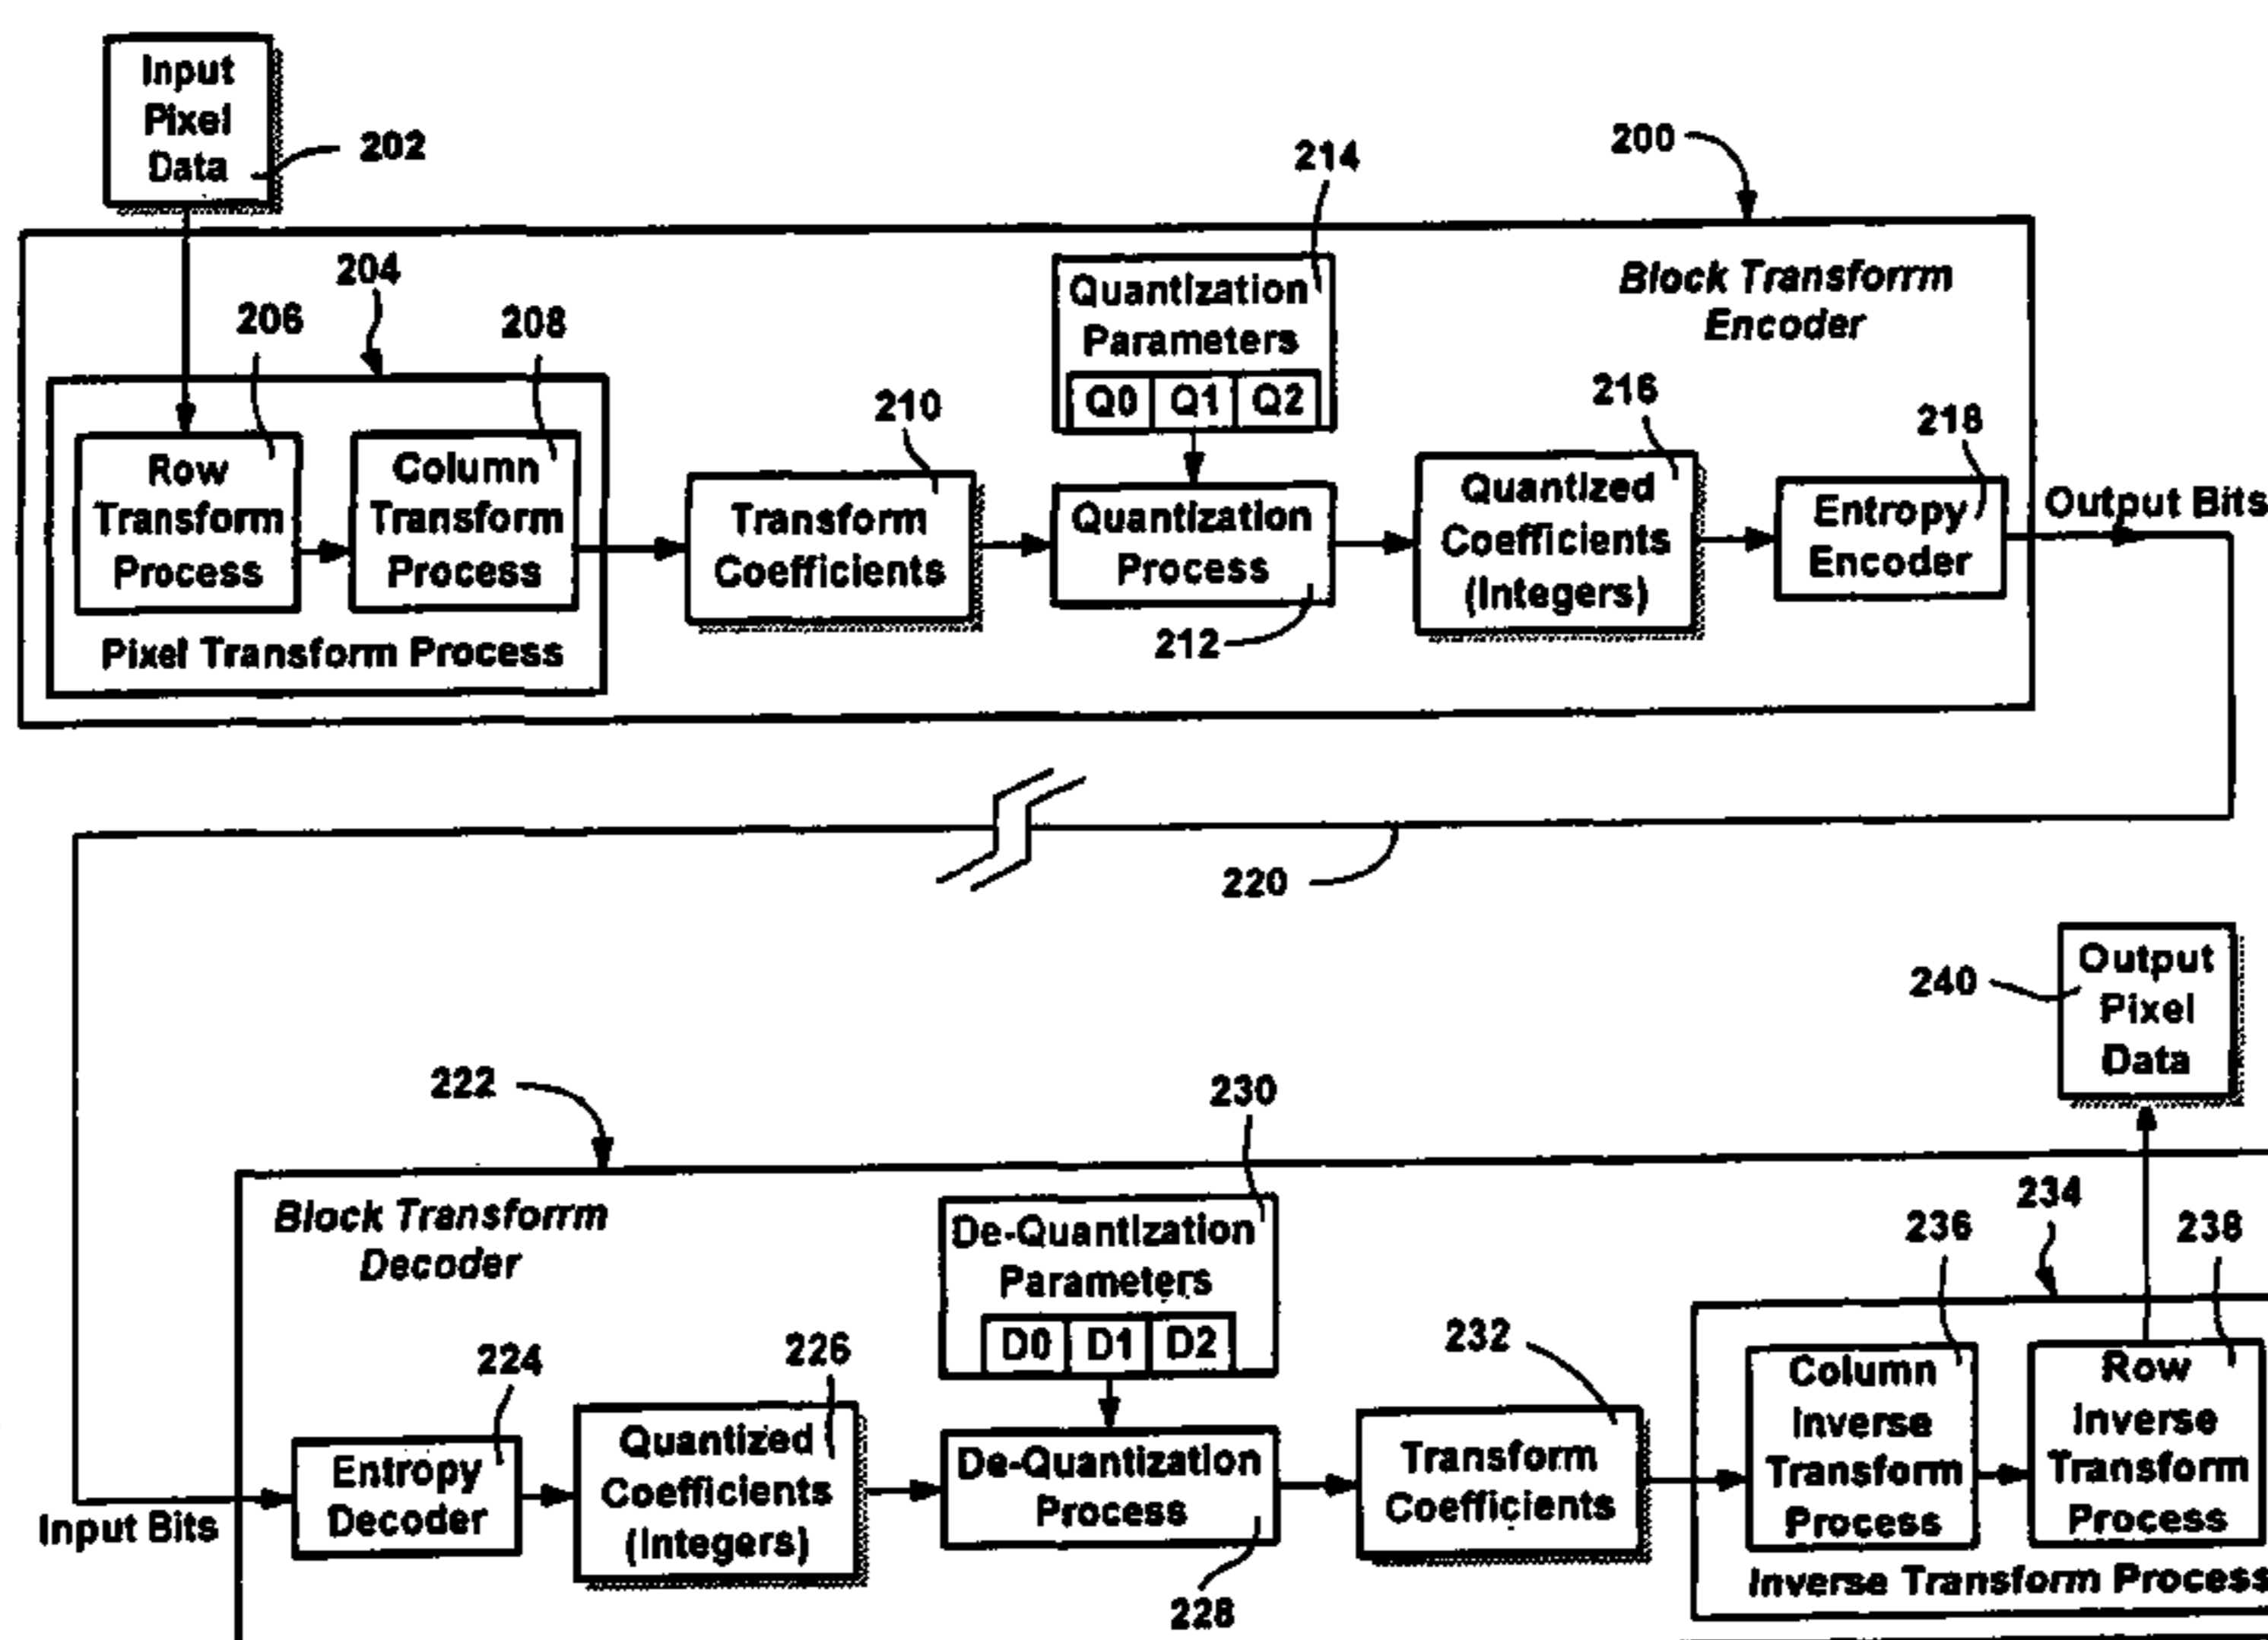 Input
Pixel
Data
202
200
214
204
206
208
Block Transforrm
Encoder
Quantization
Parameters
Q0 Q1 Q2
210
216
218
Row
Transform
Process
Column
Transform
Process
Transform
Coefficients
Quantization
Process
Quantized
Coefficients
(Integers)
Entropy
Encoder
Output Bits
212
Pixel Transform Process
220
240
Output
Pixel
Data
222
230
234
236
238
Block Transforrm
Decoder
De-Quantization
Parameters
D0 D1 D2
224
226
232
Input Bits
Entropy
Decoder
Quantized
Coefficients
(Integers)
De-Quantization
Process
228
Transform
Coefficients
Column
Inverse
Transform
Process
Row
Inverse
Transform
Process
Inverse Transform Process